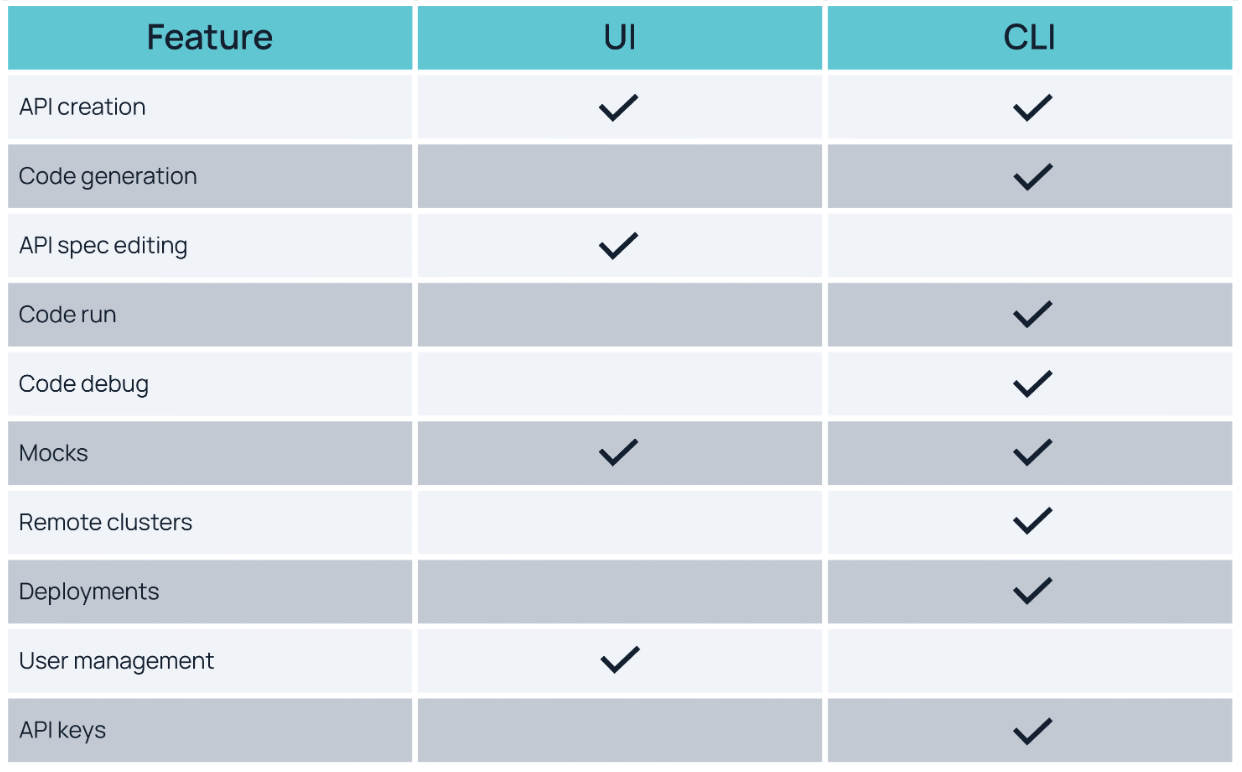 Feature UI CLI
API creation ✓ ✓
Code generation ✓
API spec editing ✓
Code run ✓
Code debug ✓
Mocks ✓ ✓
Remote clusters ✓
Deployments ✓
User management ✓
API keys ✓